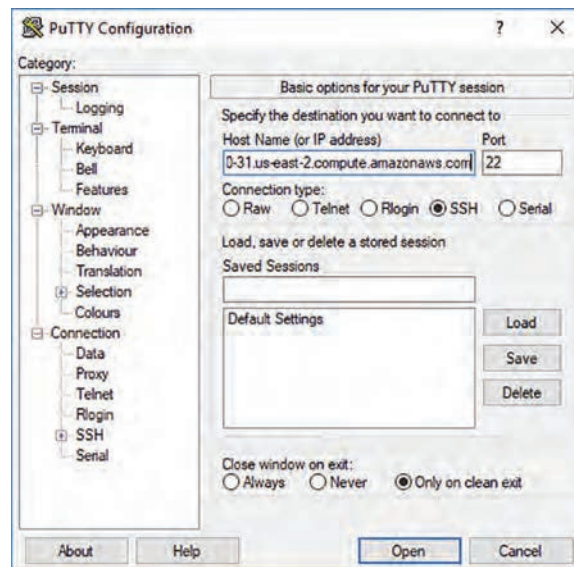 PuTTY Configuration
?
X
Category:
Session
Logging
Terminal
Keyboard
Bell
Features
Window
Appearance
Behaviour
Translation
Selection
Colours
Connection
Data
Proxy
Telnet
Rlogin
SSH
Serial
Basic options for your PuTTY session
Specify the destination you want to connect to
Host Name (or IP address) Port
0-31.us-east-2.compute.amazonaws.com 22
Connection type:
Raw Telnet Rlogin SSH Serial
Load, save or delete a stored session
Saved Sessions
Default Settings
Load
Save
Delete
Close window on exit:
Always Never Only on clean exit
About Help Open Cancel